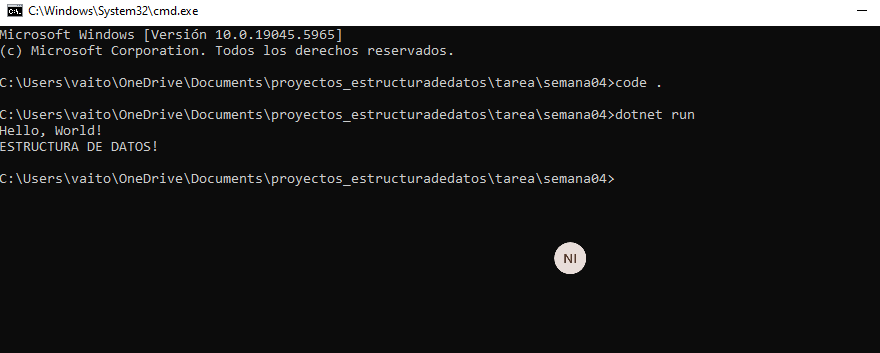 C:\Windows\System32\cmd.exe
Microsoft Windows [Versión 10.0.19045.5965]
(c) Microsoft Corporation. Todos los derechos reservados.
C:\Users\vaito\OneDrive\Documents\proyectos_estructuradedatos\tarea\semana04>code .
C:\Users\vaito\OneDrive\Documents\proyectos_estructuradedatos\tarea\semana04>dotnet run
Hello, World!
ESTRUCTURA DE DATOS!
C:\Users\vaito\OneDrive\Documents\proyectos_estructuradedatos\tarea\semana04>
NI